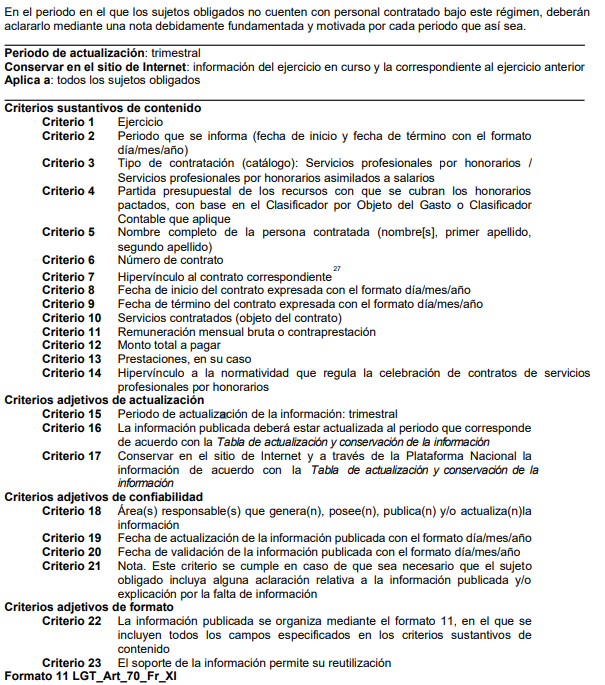 En el periodo en el que los sujetos obligados no cuenten con personal contratado bajo este régimen, deberán
aclararlo mediante una nota debidamente fundamentada y motivada por cada periodo que así sea.
Periodo de actualización: trimestral
Conservar en el sitio de Internet: información del ejercicio en curso y la correspondiente al ejercicio anterior
Aplica a: todos los sujetos obligados
Criterios sustantivos de contenido
Criterio 1 Ejercicio
Criterio 2 Periodo que se informa (fecha de inicio y fecha de término con el formato
día/mes/año)
Criterio 3 Tipo de contratación (catálogo): Servicios profesionales por honorarios /
Servicios profesionales por honorarios asimilados a salarios
Criterio 4 Partida presupuestal de los recursos con que se cubran los honorarios
pactados, con base en el Clasificador por Objeto del Gasto o Clasificador
Contable que aplique
Criterio 5 Nombre completo de la persona contratada (nombre[s], primer apellido,
segundo apellido)
Criterio 6 Número de contrato
Criterio 7 Hipervínculo al contrato correspondiente 27
Criterio 8 Fecha de inicio del contrato expresada con el formato día/mes/año
Criterio 9 Fecha de término del contrato expresada con el formato día/mes/año
Criterio 10 Servicios contratados (objeto del contrato)
Criterio 11 Remuneración mensual bruta o contraprestación
Criterio 12 Monto total a pagar
Criterio 13 Prestaciones, en su caso
Criterio 14 Hipervínculo a la normatividad que regula la celebración de contratos de servicios
profesionales por honorarios
Criterios adjetivos de actualización
Criterio 15 Periodo de actualización de la información: trimestral
Criterio 16 La información publicada deberá estar actualizada al periodo que corresponde
de acuerdo con la Tabla de actualización y conservación de la información
Criterio 17 Conservar en el sitio de Internet y a través de la Plataforma Nacional la
información de acuerdo con la Tabla de actualización y conservación de la
información
Criterios adjetivos de confiabilidad
Criterio 18 Área(s) responsable(s) que genera(n), posee(n), publica(n) y/o actualiza(n)la
información
Criterio 19 Fecha de actualización de la información publicada con el formato día/mes/año
Criterio 20 Fecha de validación de la información publicada con el formato día/mes/año
Criterio 21 Nota. Este criterio se cumple en caso de que sea necesario que el sujeto
obligado incluya alguna aclaración relativa a la información publicada y/o
explicación por la falta de información
Criterios adjetivos de formato
Criterio 22 La información publicada se organiza mediante el formato 11, en el que se
incluyen todos los campos especificados en los criterios sustantivos de
contenido
Criterio 23 El soporte de la información permite su reutilización
Formato 11 LGT_Art_70_Fr_XI